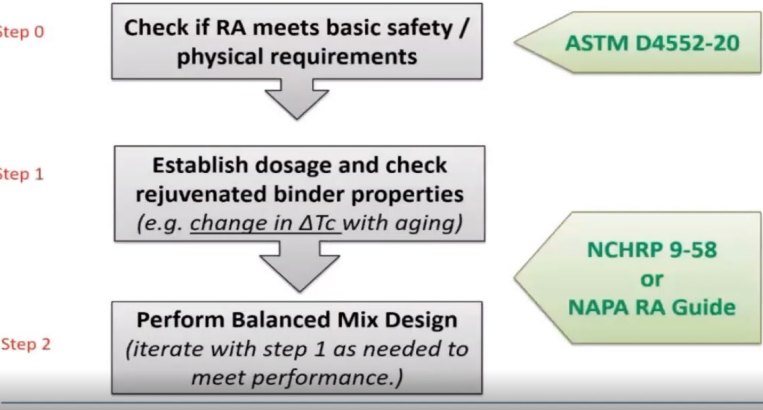 Step 0
Check if RA meets basic safety /
physical requirements
ASTM D4552-20
Step 1
Establish dosage and check
rejuvenated binder properties
(e.g. change in ΔTc with aging)
NCHRP 9-58
or
NAPA RA Guide
Step 2
Perform Balanced Mix Design
(iterate with step 1 as needed to
meet performance.)